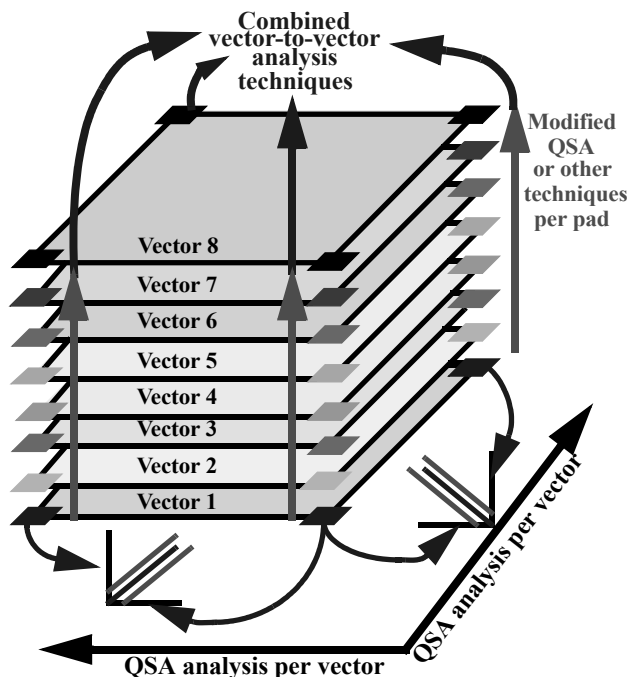 Combined
vector-to-vector
analysis
techniques
Modified
QSA
or other
techniques
per pad
Vector 8
Vector 7
Vector 6
Vector 5
Vector 4
Vector 3
Vector 2
Vector 1
QSA analysis per vector
QSA analysis per vector